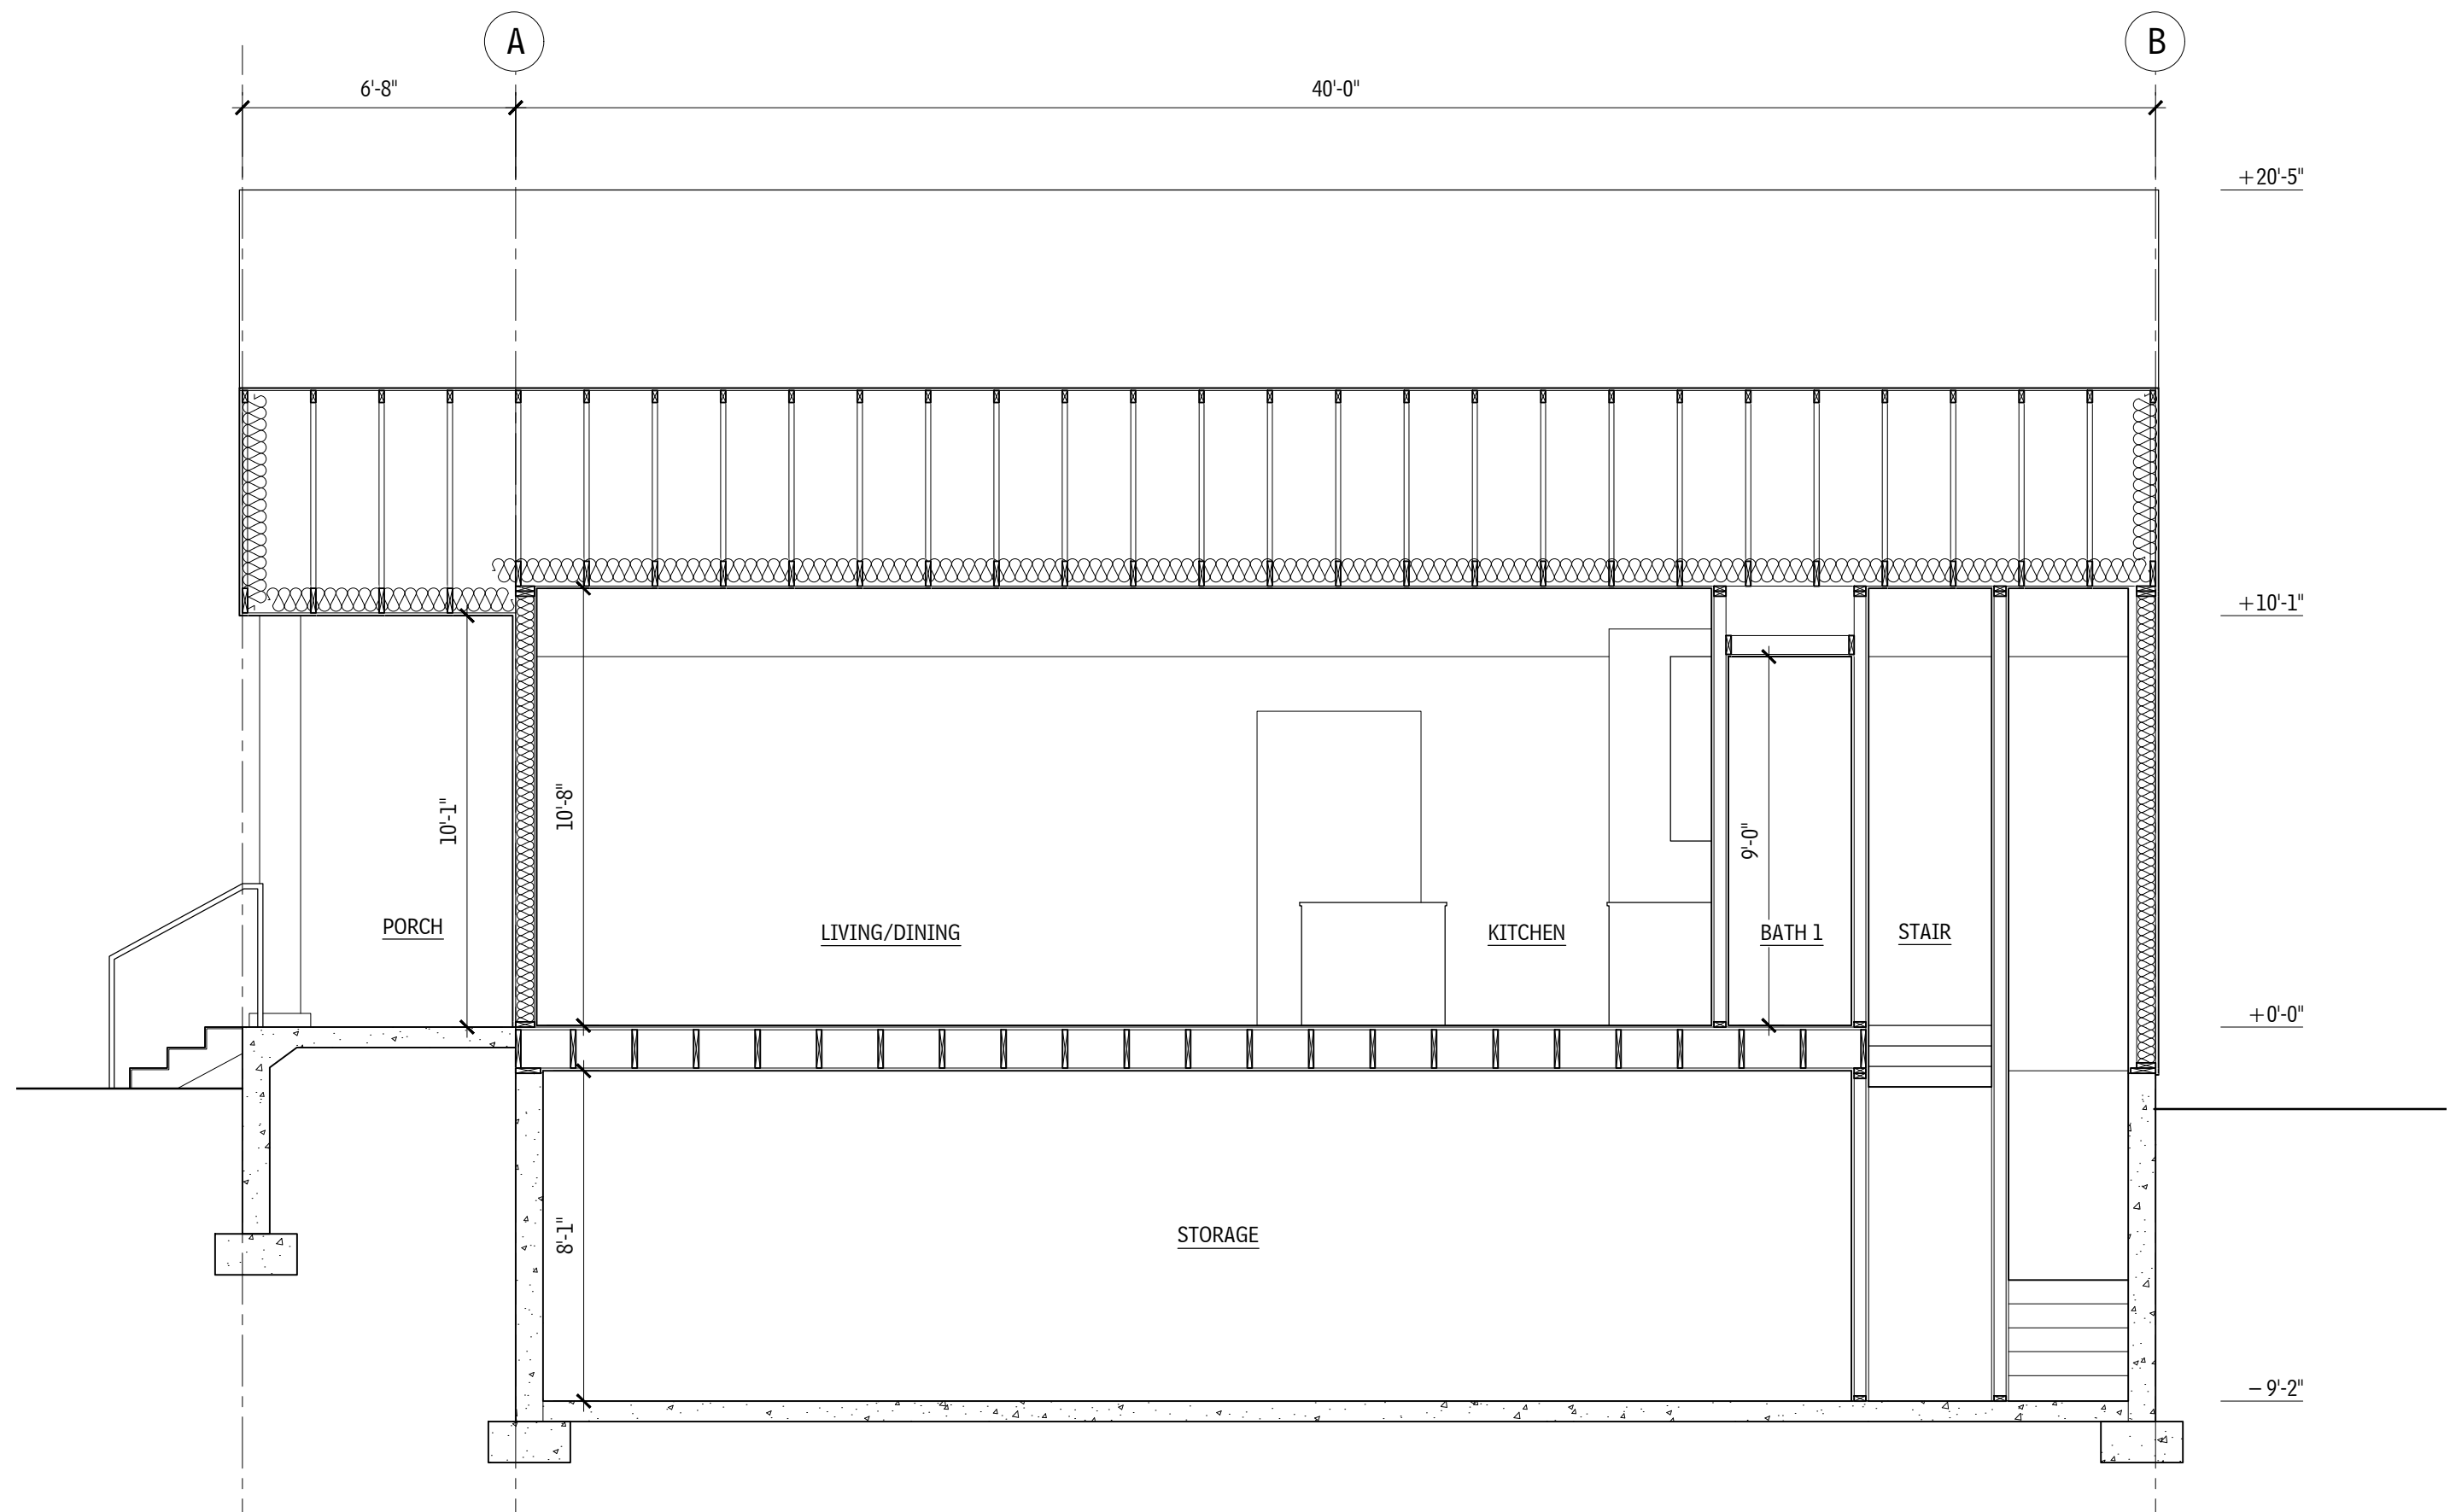 A
B
6'-8"
40'-0"
+20'-5"
+10'-1"
10'-1"
10'-8"
9'-0"
PORCH
LIVING/DINING
KITCHEN
BATH 1
STAIR
+0'-0"
8'-1"
STORAGE
−9'-2"